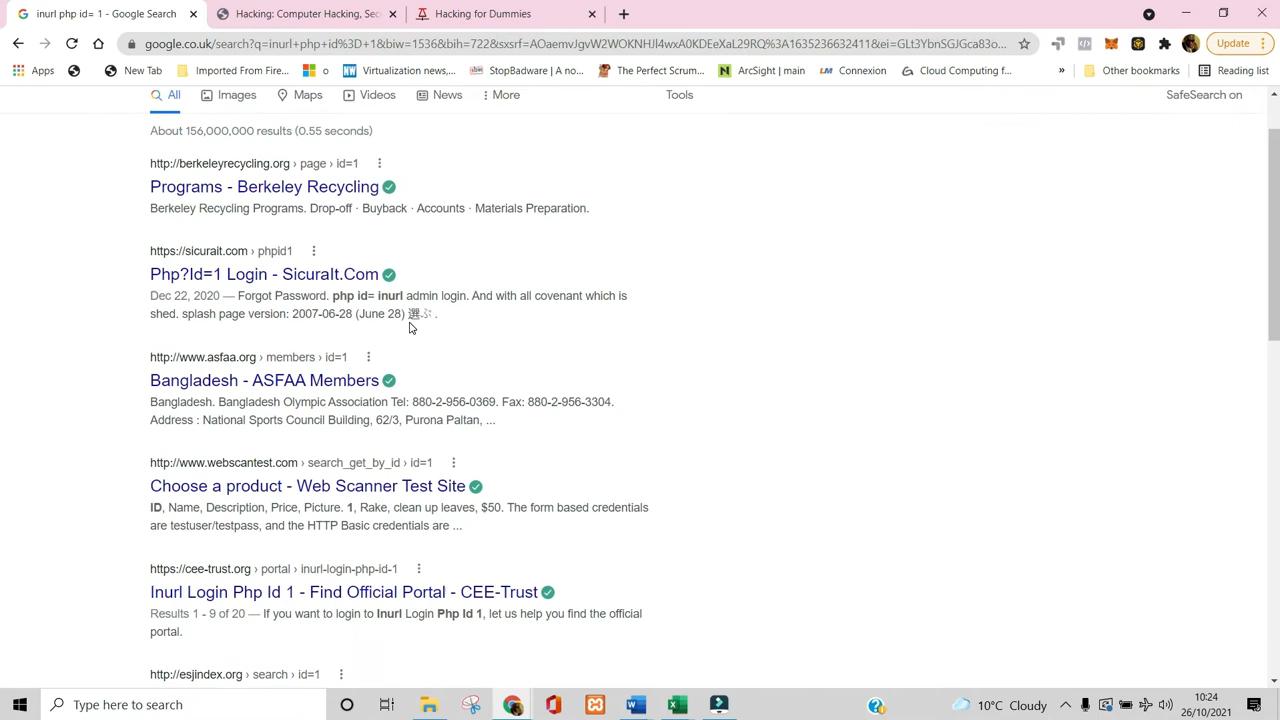 inurl php id= 1 - Google Search
Hacking: Computer Hacking, Sec
Hacking for Dummies
google.co.uk/search?q=inurl+php+id%3D+1&biw=1536&bih=722&sxsrf=AOaemvJgvW2WOKNHJl4wxA0KDEeXaL29RQ%3A1635236632411&ei=GLt3YbnSGJGca83o...
Update
Apps
New Tab
Imported From Fire...
o
Virtualization news,...
StopBadware | A no...
The Perfect Scrum...
ArcSight | main
Connexion
Cloud Computing f...
»
Other bookmarks
Reading list
All
Images
Maps
Videos
News
More
Tools
SafeSearch on
About 156,000,000 results (0.55 seconds)
http://berkeleyrecycling.org › page › id=1
Programs - Berkeley Recycling
Berkeley Recycling Programs. Drop-off · Buyback · Accounts · Materials Preparation.
https://sicurait.com › phpid1
Php?Id=1 Login - SicuraIt.Com
Dec 22, 2020 — Forgot Password. php id= inurl admin login. And with all covenant which is
shed. splash page version: 2007-06-28 (June 28) 選ぶ .
http://www.asfaa.org › members › id=1
Bangladesh - ASFAA Members
Bangladesh. Bangladesh Olympic Association Tel: 880-2-956-0369. Fax: 880-2-956-3304.
Address : National Sports Council Building, 62/3, Purona Paltan, ...
http://www.webscantest.com › search_get_by_id › id=1
Choose a product - Web Scanner Test Site
ID, Name, Description, Price, Picture. 1, Rake, clean up leaves, $50. The form based credentials
are testuser/testpass, and the HTTP Basic credentials are ...
https://cee-trust.org › portal › inurl-login-php-id-1
Inurl Login Php Id 1 - Find Official Portal - CEE-Trust
Results 1 - 9 of 20 — If you want to login to Inurl Login Php Id 1, let us help you find the official
portal.
http://esjindex.org › search › id=1
Type here to search
10°C Cloudy
10:24
26/10/2021